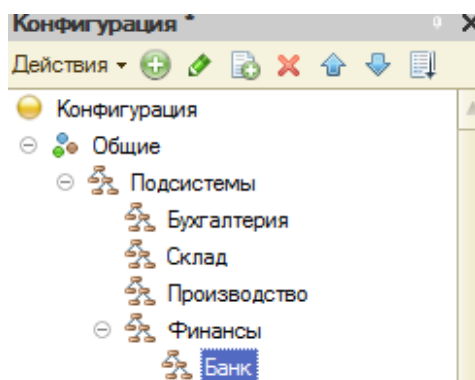 Конфигурация *
Действия
Конфигурация
Общие
Подсистемы
Бухгалтерия
Склад
Производство
Финансы
Банк